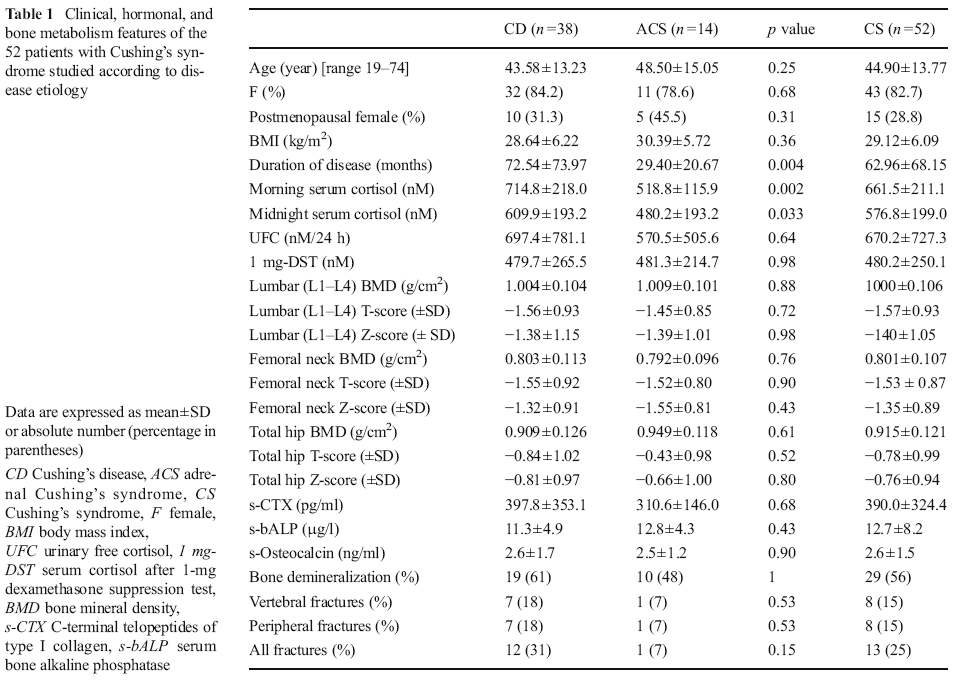 Table 1 Clinical, hormonal, and
bone metabolism features of the
52 patients with Cushing's syn-
drome studied according to dis-
ease etiology
Data are expressed as mean±SD
or absolute number (percentage in
parentheses)
CD Cushing's disease, ACS adre-
nal Cushing's syndrome, CS
Cushing's syndrome, F female,
BMI body mass index,
UFC urinary free cortisol, 1 mg-
DST serum cortisol after 1-mg
dexamethasone suppression test,
BMD bone mineral density,
s-CTX C-terminal telopeptides of
type I collagen, s-bALP serum
bone alkaline phosphatase
CD (n=38) ACS (n=14) p value CS (n=52)
Age (year) [range 19–74] 43.58±13.23 48.50±15.05 0.25 44.90±13.77
F (%) 32 (84.2) 11 (78.6) 0.68 43 (82.7)
Postmenopausal female (%) 10 (31.3) 5 (45.5) 0.31 15 (28.8)
BMI (kg/m²) 28.64±6.22 30.39±5.72 0.36 29.12±6.09
Duration of disease (months) 72.54±73.97 29.40±20.67 0.004 62.96±68.15
Morning serum cortisol (nM) 714.8±218.0 518.8±115.9 0.002 661.5±211.1
Midnight serum cortisol (nM) 609.9±193.2 480.2±193.2 0.033 576.8±199.0
UFC (nM/24 h) 697.4±781.1 570.5±505.6 0.64 670.2±727.3
1 mg-DST (nM) 479.7±265.5 481.3±214.7 0.98 480.2±250.1
Lumbar (L1–L4) BMD (g/cm²) 1.004±0.104 1.009±0.101 0.88 1000±0.106
Lumbar (L1–L4) T-score (±SD) −1.56±0.93 −1.45±0.85 0.72 −1.57±0.93
Lumbar (L1–L4) Z-score (± SD) −1.38±1.15 −1.39±1.01 0.98 −140±1.05
Femoral neck BMD (g/cm²) 0.803±0.113 0.792±0.096 0.76 0.801±0.107
Femoral neck T-score (±SD) −1.55±0.92 −1.52±0.80 0.90 −1.53 ± 0.87
Femoral neck Z-score (±SD) −1.32±0.91 −1.55±0.81 0.43 −1.35±0.89
Total hip BMD (g/cm²) 0.909±0.126 0.949±0.118 0.61 0.915±0.121
Total hip T-score (±SD) −0.84±1.02 −0.43±0.98 0.52 −0.78±0.99
Total hip Z-score (±SD) −0.81±0.97 −0.66±1.00 0.80 −0.76±0.94
s-CTX (pg/ml) 397.8±353.1 310.6±146.0 0.68 390.0±324.4
s-bALP (μg/l) 11.3±4.9 12.8±4.3 0.43 12.7±8.2
s-Osteocalcin (ng/ml) 2.6±1.7 2.5±1.2 0.90 2.6±1.5
Bone demineralization (%) 19 (61) 10 (48) 1 29 (56)
Vertebral fractures (%) 7 (18) 1 (7) 0.53 8 (15)
Peripheral fractures (%) 7 (18) 1 (7) 0.53 8 (15)
All fractures (%) 12 (31) 1 (7) 0.15 13 (25)